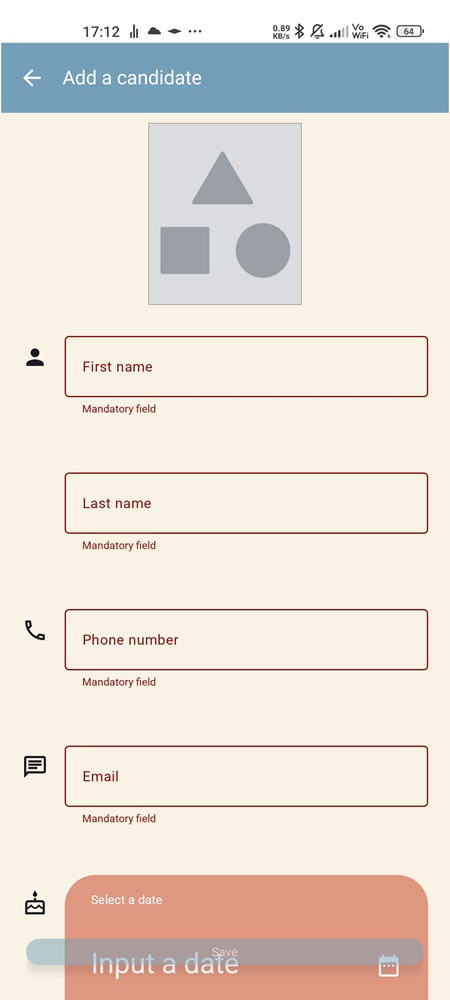 17:12
0.89
KB/s
Vo
WiFi
64
Add a candidate
First name
Mandatory field
Last name
Mandatory field
Phone number
Mandatory field
Email
Mandatory field
Select a date
Save
Input a date